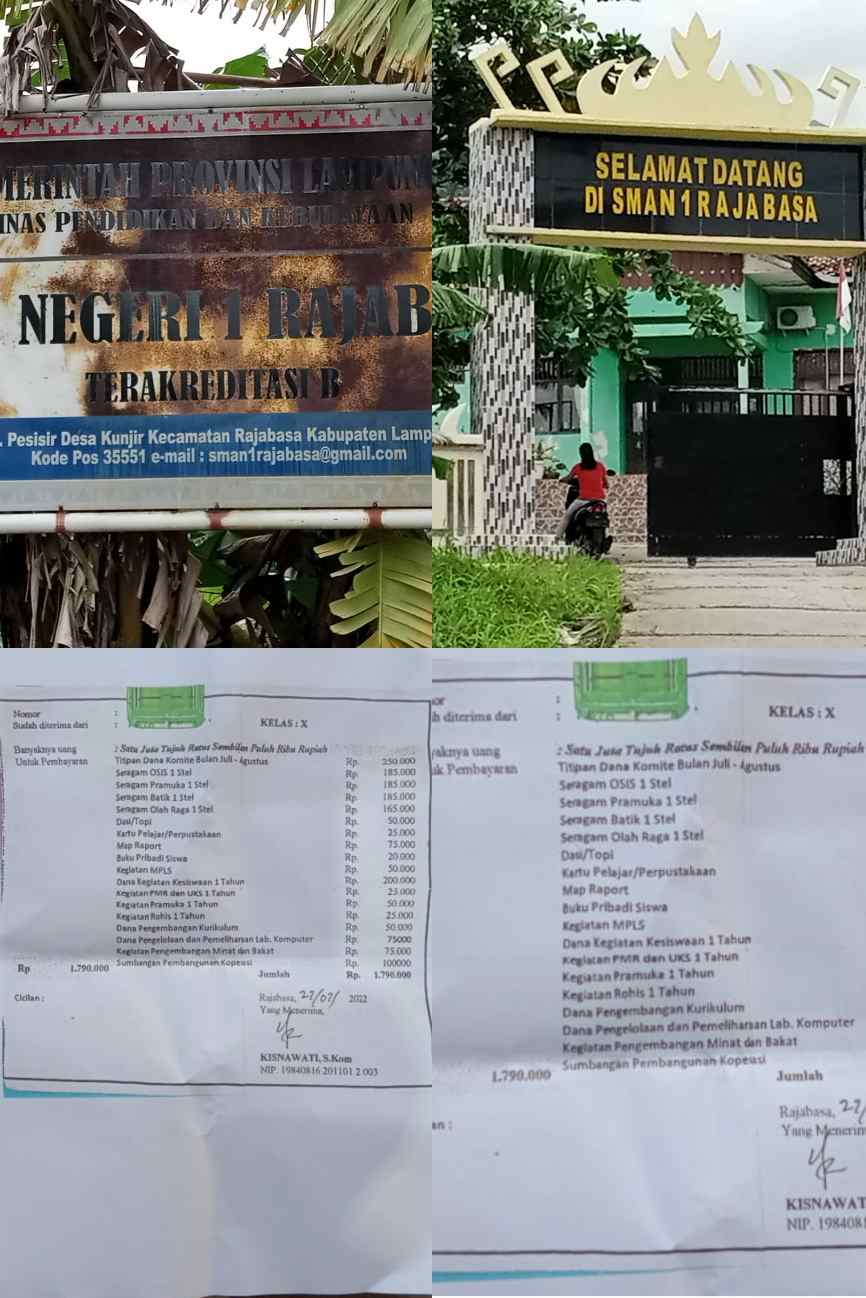 MERINTAH PROVINSI LAMPUNG
INAS PENDIDIKAN DAN KEBUDAYAAN
NEGERI 1 RAJAB
TERAKREDITASI B
. Pesisir Desa Kunjir Kecamatan Rajabasa Kabupaten Lamp
Kode Pos 35551 e-mail : sman1rajabasa@gmail.com
SELAMAT DATANG
DI SMAN 1 RAJABASA
Nomor :
Sudah diterima dari : KELAS : X
Banyaknya uang : Satu Juta Tujuh Ratus Sembilan Puluh Ribu Rupiah
Untuk Pembayaran Titipan Dana Komite Bulan Juli - Agustus Rp. 250.000
Seragam OSIS 1 Stel Rp. 185.000
Seragam Pramuka 1 Stel Rp. 185.000
Seragam Batik 1 Stel Rp. 185.000
Seragam Olah Raga 1 Stel Rp. 165.000
Dasi/Topi Rp. 50.000
Kartu Pelajar/Perpustakaan Rp. 25.000
Map Raport Rp. 75.000
Buku Pribadi Siswa Rp. 20.000
Kegiatan MPLS Rp. 50.000
Dana Kegiatan Kesiswaan 1 Tahun Rp. 200.000
Kegiatan PMR dan UKS 1 Tahun Rp. 25.000
Kegiatan Pramuka 1 Tahun Rp. 50.000
Kegiatan Rohis 1 Tahun Rp. 25.000
Dana Pengembangan Kurikulum Rp. 50.000
Dana Pengelolaan dan Pemeliharsan Lab. Komputer Rp. 75000
Kegiatan Pengembangan Minat dan Bakat Rp. 75.000
Sumbangan Pembangunan Kopsusi Rp. 100000
Rp 1.790.000 Jumlah Rp. 1.790.000
Cicilan : Rajabasa, 27/07/ 2022
Yang Menerima,
KISNAWATI, S.Kom
NIP. 19840816 201101 2 003
or :
h diterima dari : KELAS : X
yaknya uang : Satu Juta Tujuh Ratus Sembilan Puluh Ribu Rupiah
uk Pembayaran Titipan Dana Komite Bulan Juli - Agustus
Seragam OSIS 1 Stel
Seragam Pramuka 1 Stel
Seragam Batik 1 Stel
Seragam Olah Raga 1 Stel
Dasi/Topi
Kartu Pelajar/Perpustakaan
Map Raport
Buku Pribadi Siswa
Kegiatan MPLS
Dana Kegiatan Kesiswaan 1 Tahun
Kegiatan PMR dan UKS 1 Tahun
Kegiatan Pramuka 1 Tahun
Kegiatan Rohis 1 Tahun
Dana Pengembangan Kurikulum
Dana Pengelolaan dan Pemeliharsan Lab. Komputer
Kegiatan Pengembangan Minat dan Bakat
Sumbangan Pembangunan Kopsusi
1.790.000 Jumlah
an : Rajabasa, 27/
Yang Menerim
KISNAWAT
NIP. 1984081